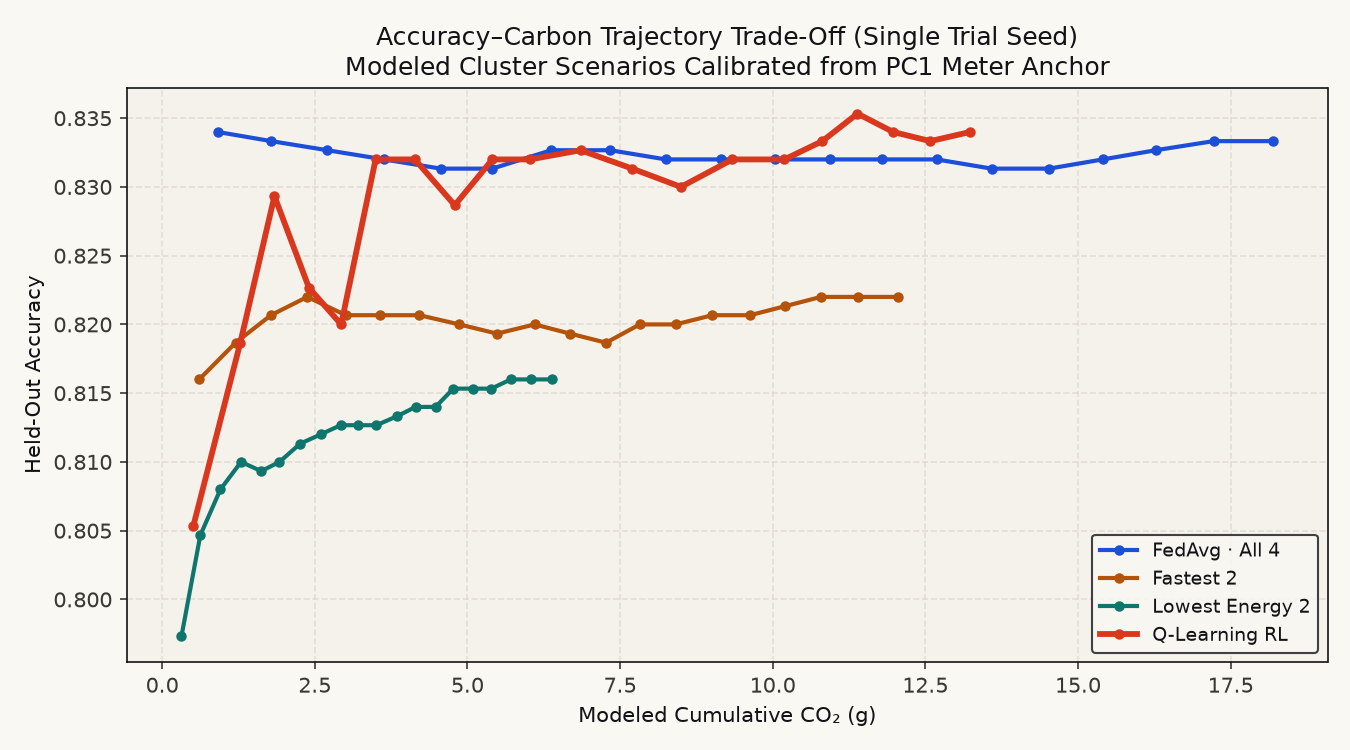 Accuracy–Carbon Trajectory Trade-Off (Single Trial Seed)
Modeled Cluster Scenarios Calibrated from PC1 Meter Anchor
Held-Out Accuracy
0.835
0.830
0.825
0.820
0.815
0.810
0.805
0.800
FedAvg · All 4
Fastest 2
Lowest Energy 2
Q-Learning RL
0.0 2.5 5.0 7.5 10.0 12.5 15.0 17.5
Modeled Cumulative CO₂ (g)